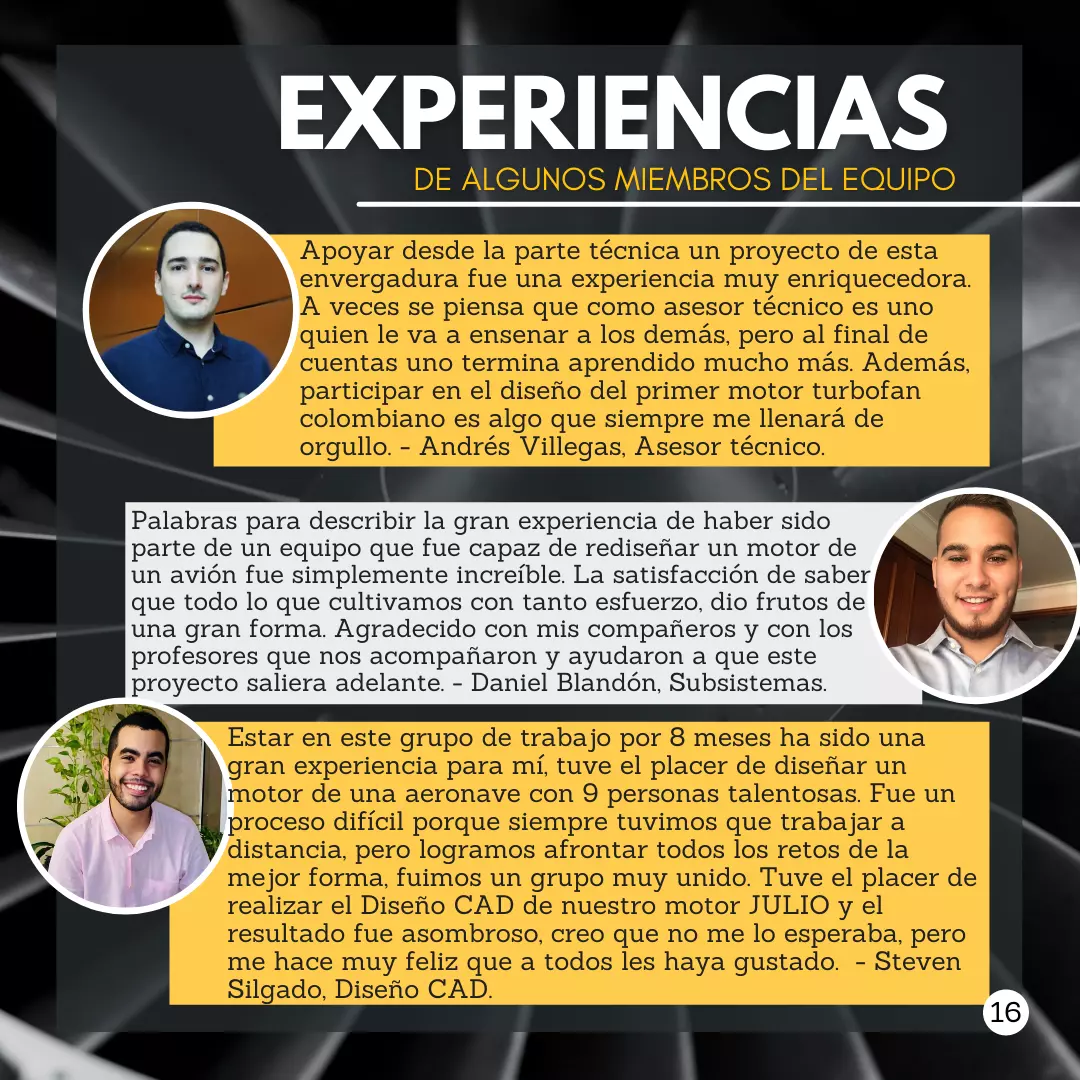 EXPERIENCIAS
DE ALGUNOS MIEMBROS DEL EQUIPO
Apoyar desde la parte técnica un proyecto de esta
envergadura fue una experiencia muy enriquecedora.
A veces se piensa que como asesor técnico es uno
quien le va a ensenar a los demás, pero al final de
cuentas uno termina aprendido mucho más. Además,
participar en el diseño del primer motor turbofan
colombiano es algo que siempre me llenará de
orgullo. - Andrés Villegas, Asesor técnico.
Palabras para describir la gran experiencia de haber sido
parte de un equipo que fue capaz de rediseñar un motor de
un avión fue simplemente increíble. La satisfacción de saber
que todo lo que cultivamos con tanto esfuerzo, dio frutos de
una gran forma. Agradecido con mis compañeros y con los
profesores que nos acompañaron y ayudaron a que este
proyecto saliera adelante. - Daniel Blandón, Subsistemas.
Estar en este grupo de trabajo por 8 meses ha sido una
gran experiencia para mí, tuve el placer de diseñar un
motor de una aeronave con 9 personas talentosas. Fue un
proceso difícil porque siempre tuvimos que trabajar a
distancia, pero logramos afrontar todos los retos de la
mejor forma, fuimos un grupo muy unido. Tuve el placer de
realizar el Diseño CAD de nuestro motor JULIO y el
resultado fue asombroso, creo que no me lo esperaba, pero
me hace muy feliz que a todos les haya gustado. - Steven
Silgado, Diseño CAD.
16